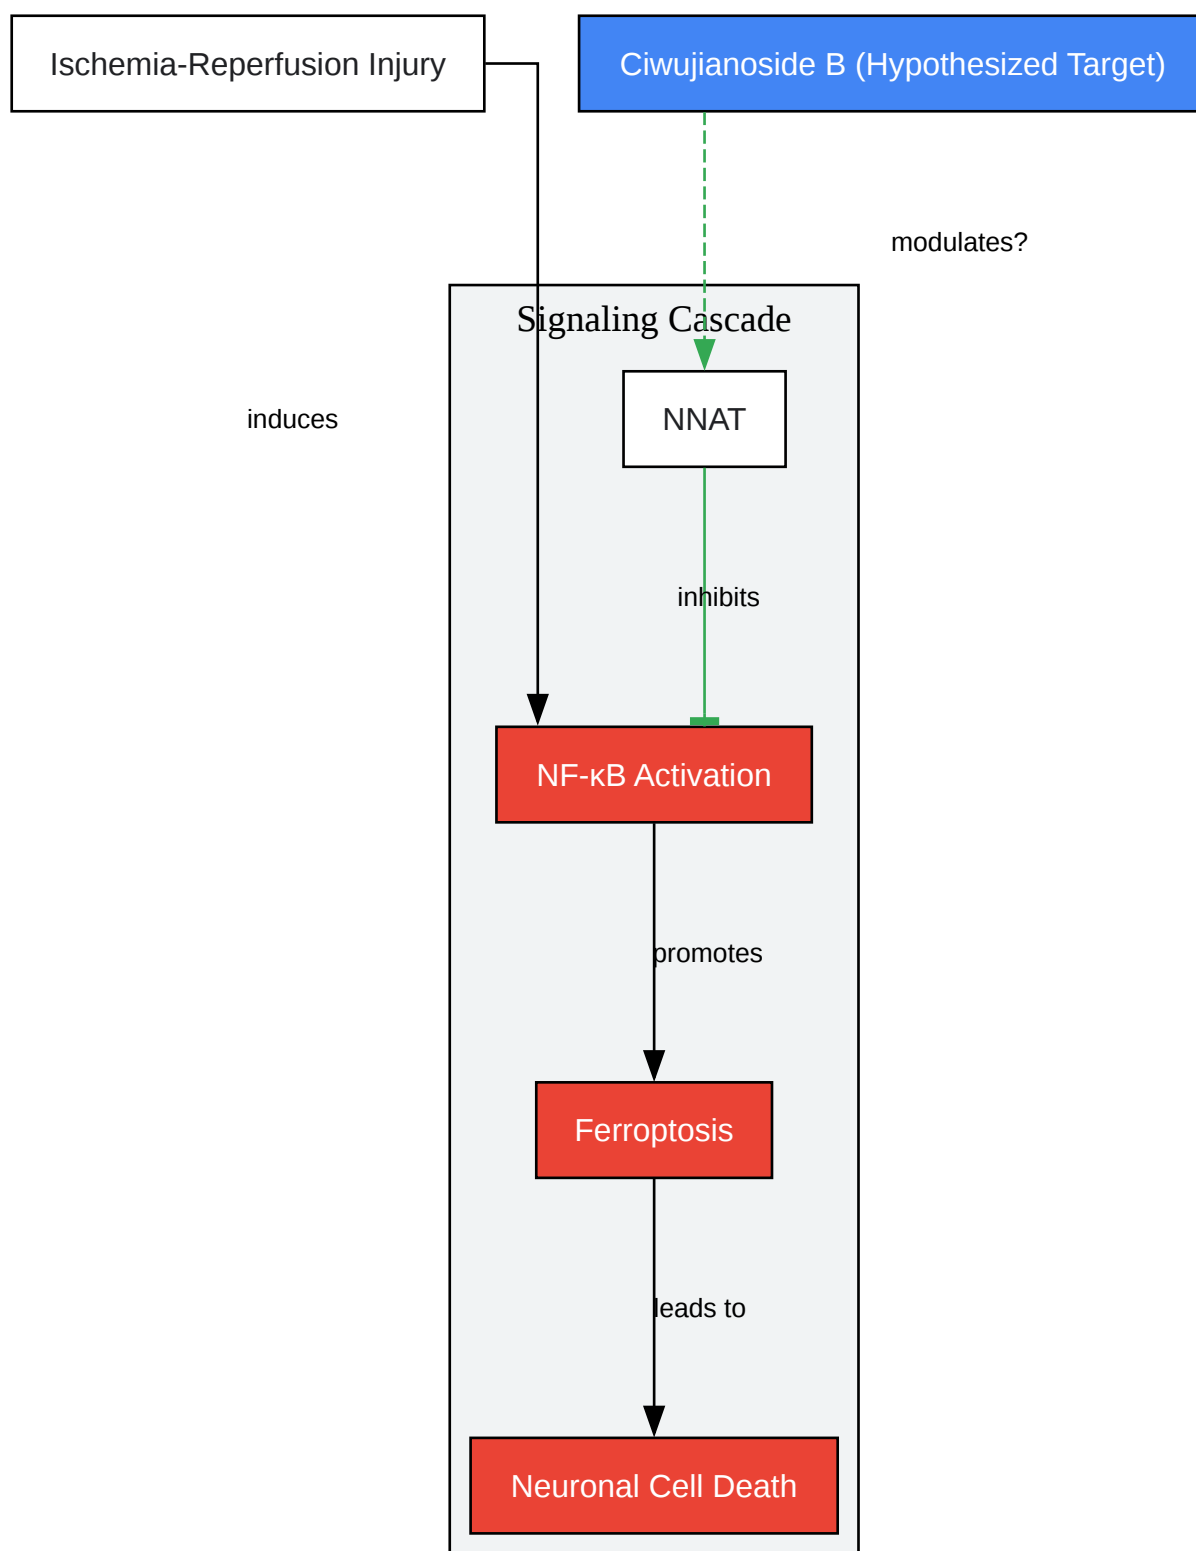 Ischemia-Reperfusion Injury
Ciwujianoside B (Hypothesized Target)
modulates?
Signaling Cascade
induces
NNAT
inhibits
NF-κB Activation
promotes
Ferroptosis
leads to
Neuronal Cell Death